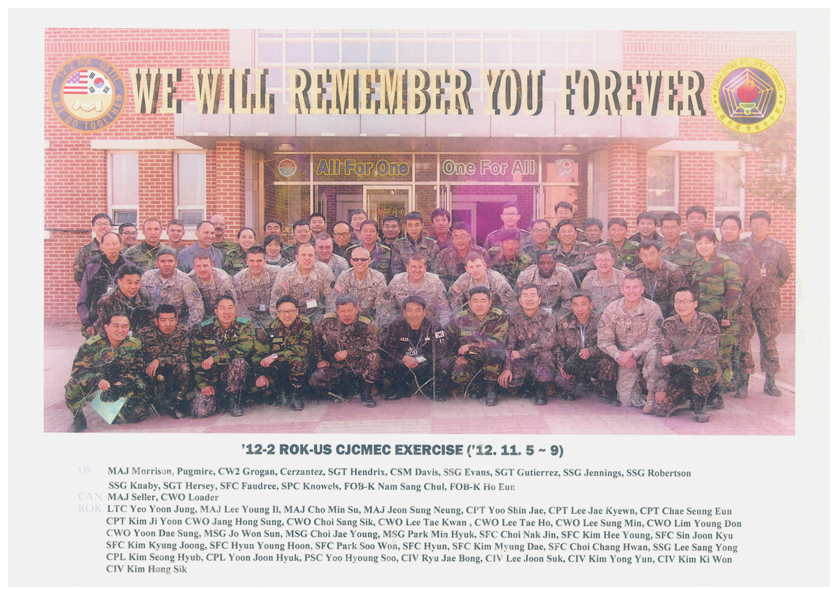 12-2 ROK-US
WE GO TOGETHER
WE WILL REMEMBER YOU FOREVER
All For One One For All
'12-2 ROK-US CJCMEC EXERCISE ('12. 11. 5 ~ 9)
US MAJ Morrison, Pugmire, CW2 Grogan, Cerzantez, SGT Hendrix, CSM Davis, SSG Evans, SGT Gutierrez, SSG Jennings, SSG Robertson
SSG Knaby, SGT Hersey, SFC Faudree, SPC Knowels, FOB-K Nam Sang Chul, FOB-K Ho Eun
CAN MAJ Seller, CWO Loader
ROK LTC Yeo Yoon Jung, MAJ Lee Young Il, MAJ Cho Min Su, MAJ Jeon Sung Neung, CPT Yoo Shin Jae, CPT Lee Jae Kyewn, CPT Chae Seung Eun
CPT Kim Ji Yoon CWO Jang Hong Sung, CWO Choi Sang Sik, CWO Lee Tae Kwan , CWO Lee Tae Ho, CWO Lee Sung Min, CWO Lim Young Don
CWO Yoon Dae Sung, MSG Jo Won Sun, MSG Choi Jae Young, MSG Park Min Hyuk, SFC Choi Nak Jin, SFC Kim Hee Young, SFC Sin Joon Kyu
SFC Kim Kyung Joong, SFC Hyun Young Hoon, SFC Park Soo Won, SFC Hyun, SFC Kim Myung Dae, SFC Choi Chang Hwan, SSG Lee Sang Yong
CPL Kim Seong Hyub, CPL Yoon Joon Hyuk, PSC Yoo Hyoung Soo, CIV Ryu Jae Bong, CIV Lee Joon Suk, CIV Kim Yong Yun, CIV Kim Ki Won
CIV Kim Hong Sik